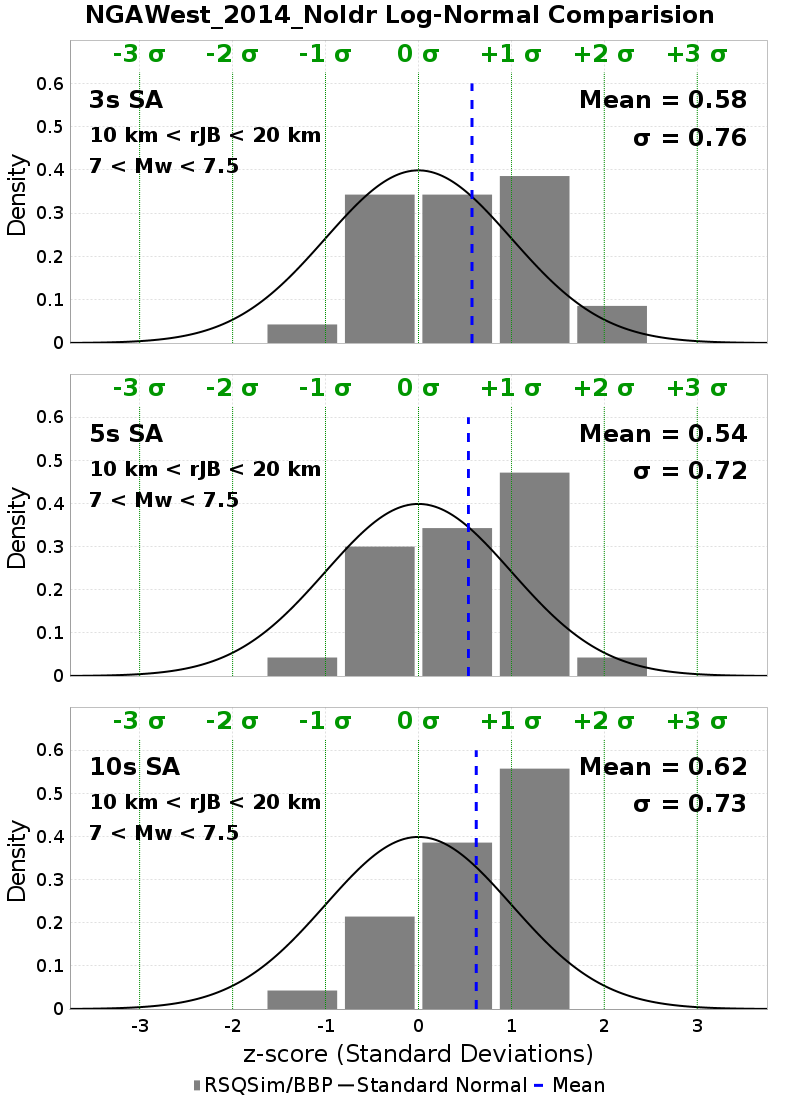 NGAWest_2014_NoIdr Log-Normal Comparision
-3 σ -2 σ -1 σ 0 σ +1 σ +2 σ +3 σ
3s SA
10 km < rJB < 20 km
7 < Mw < 7.5
Mean = 0.58
σ = 0.76
Density
0.6
0.5
0.4
0.3
0.2
0.1
0
-3 σ -2 σ -1 σ 0 σ +1 σ +2 σ +3 σ
5s SA
10 km < rJB < 20 km
7 < Mw < 7.5
Mean = 0.54
σ = 0.72
Density
0.6
0.5
0.4
0.3
0.2
0.1
0
-3 σ -2 σ -1 σ 0 σ +1 σ +2 σ +3 σ
10s SA
10 km < rJB < 20 km
7 < Mw < 7.5
Mean = 0.62
σ = 0.73
Density
0.6
0.5
0.4
0.3
0.2
0.1
0
-3 -2 -1 0 1 2 3
z-score (Standard Deviations)
RSQSim/BBP Standard Normal Mean